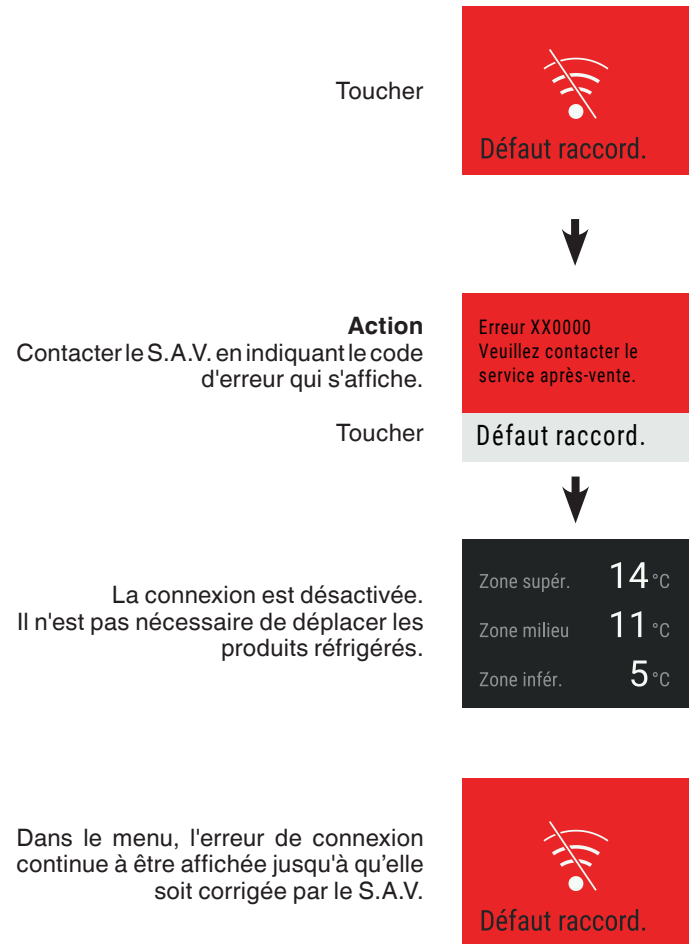 Toucher
Défaut raccord.
Action
Contacter le S.A.V. en indiquant le code
d'erreur qui s'affiche.
Erreur XX0000
Veuillez contacter le
service après-vente.
Toucher
Défaut raccord.
La connexion est désactivée.
Il n'est pas nécessaire de déplacer les
produits réfrigérés.
Zone supér. 14 °C
Zone milieu 11 °C
Zone infér. 5 °C
Dans le menu, l'erreur de connexion
continue à être affichée jusqu'à qu’elle
soit corrigée par le S.A.V.
Défaut raccord.